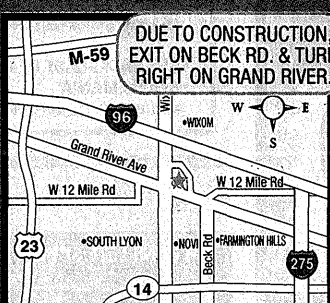 DUE TO CONSTRUCTION,
EXIT ON BECK RD. & TURN
RIGHT ON GRAND RIVER.
M-59
W E
S
96
•WIXOM
Grand River Ave
W 12 Mile Rd
W 12 Mile Rd
23
•SOUTH LYON
•NOVI
Beck Rd
•FARMINGTON HILLS
275
14